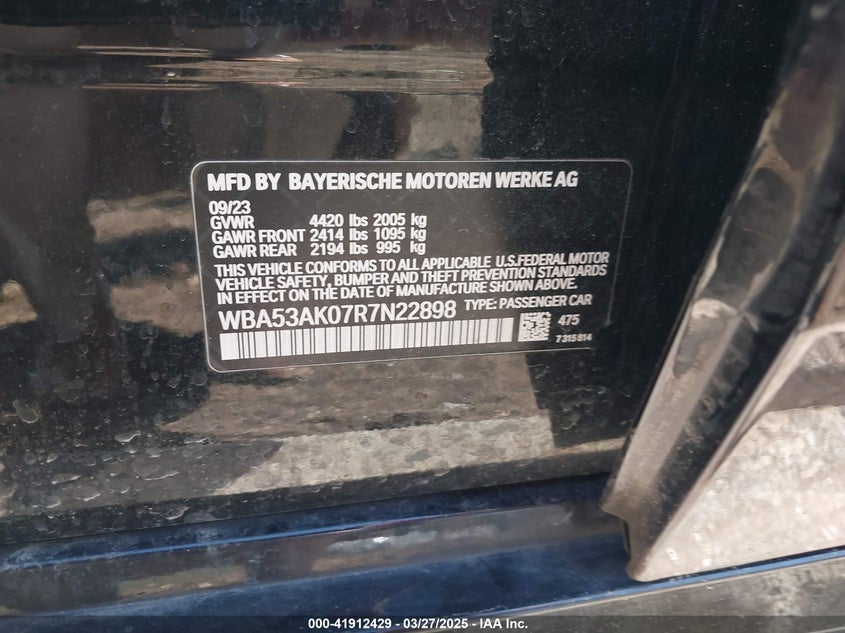 MFD BY BAYERISCHE MOTOREN WERKE AG
09/23
GVWR 4420 lbs 2005 kg
GAWR FRONT 2414 lbs 1095 kg
GAWR REAR 2194 lbs 995 kg
THIS VEHICLE CONFORMS TO ALL APPLICABLE U.S.FEDERAL MOTOR
VEHICLE SAFETY, BUMPER AND THEFT PREVENTION STANDARDS
IN EFFECT ON THE DATE OF MANUFACTURE SHOWN ABOVE.
WBA53AK07R7N22898 TYPE: PASSENGER CAR
475
7315814
000-41912429 — 03/27/2025 — IAA Inc.